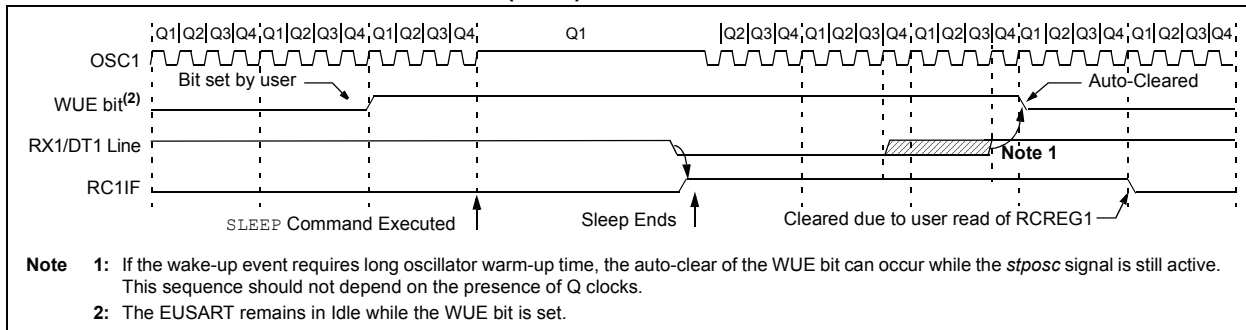 Q1 Q2 Q3 Q4 Q1 Q2 Q3 Q4 Q1 Q2 Q3 Q4 Q1 Q2 Q3 Q4 Q1 Q2 Q3 Q4 Q1 Q2 Q3 Q4 Q1 Q2 Q3 Q4 Q1 Q2 Q3 Q4
OSC1
Bit set by user
Auto-Cleared
WUE bit(2)
RX1/DT1 Line
Note 1
RC1IF
SLEEP Command Executed
Sleep Ends
Cleared due to user read of RCREG1
Note 1: If the wake-up event requires long oscillator warm-up time, the auto-clear of the WUE bit can occur while the stposc signal is still active.
This sequence should not depend on the presence of Q clocks.
2: The EUSART remains in Idle while the WUE bit is set.